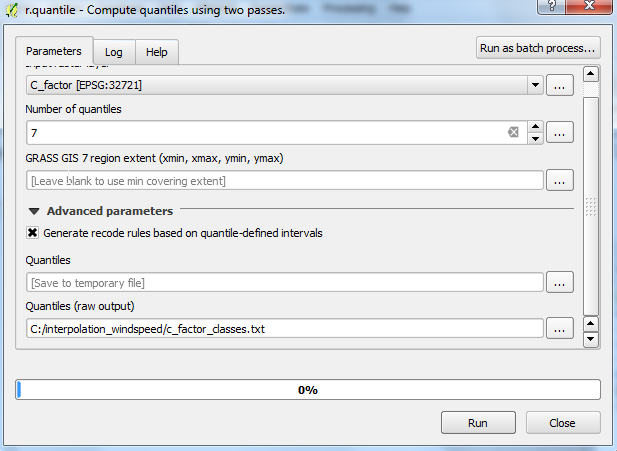 r.quantile - Compute quantiles using two passes.
Parameters
Log
Help
Run as batch process...
Input raster layer
C_factor [EPSG:32721]
...
Number of quantiles
7
...
GRASS GIS 7 region extent (xmin, xmax, ymin, ymax)
[Leave blank to use min covering extent]
...
Advanced parameters
Generate recode rules based on quantile-defined intervals
Quantiles
[Save to temporary file]
...
Quantiles (raw output)
C:/interpolation_windspeed/c_factor_classes.txt
...
0%
Run
Close